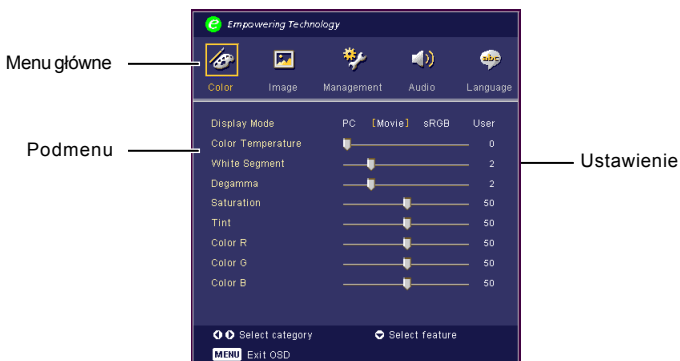 Empowering Technology
Menu główne
Color Image Management Audio Language
Display Mode PC [Movie] sRGB User
Color Temperature 0
Podmenu
White Segment 2
Ustawienie
Degamma 2
Saturation 50
Tint 50
Color R 50
Color G 50
Color B 50
Select category Select feature
MENU Exit OSD